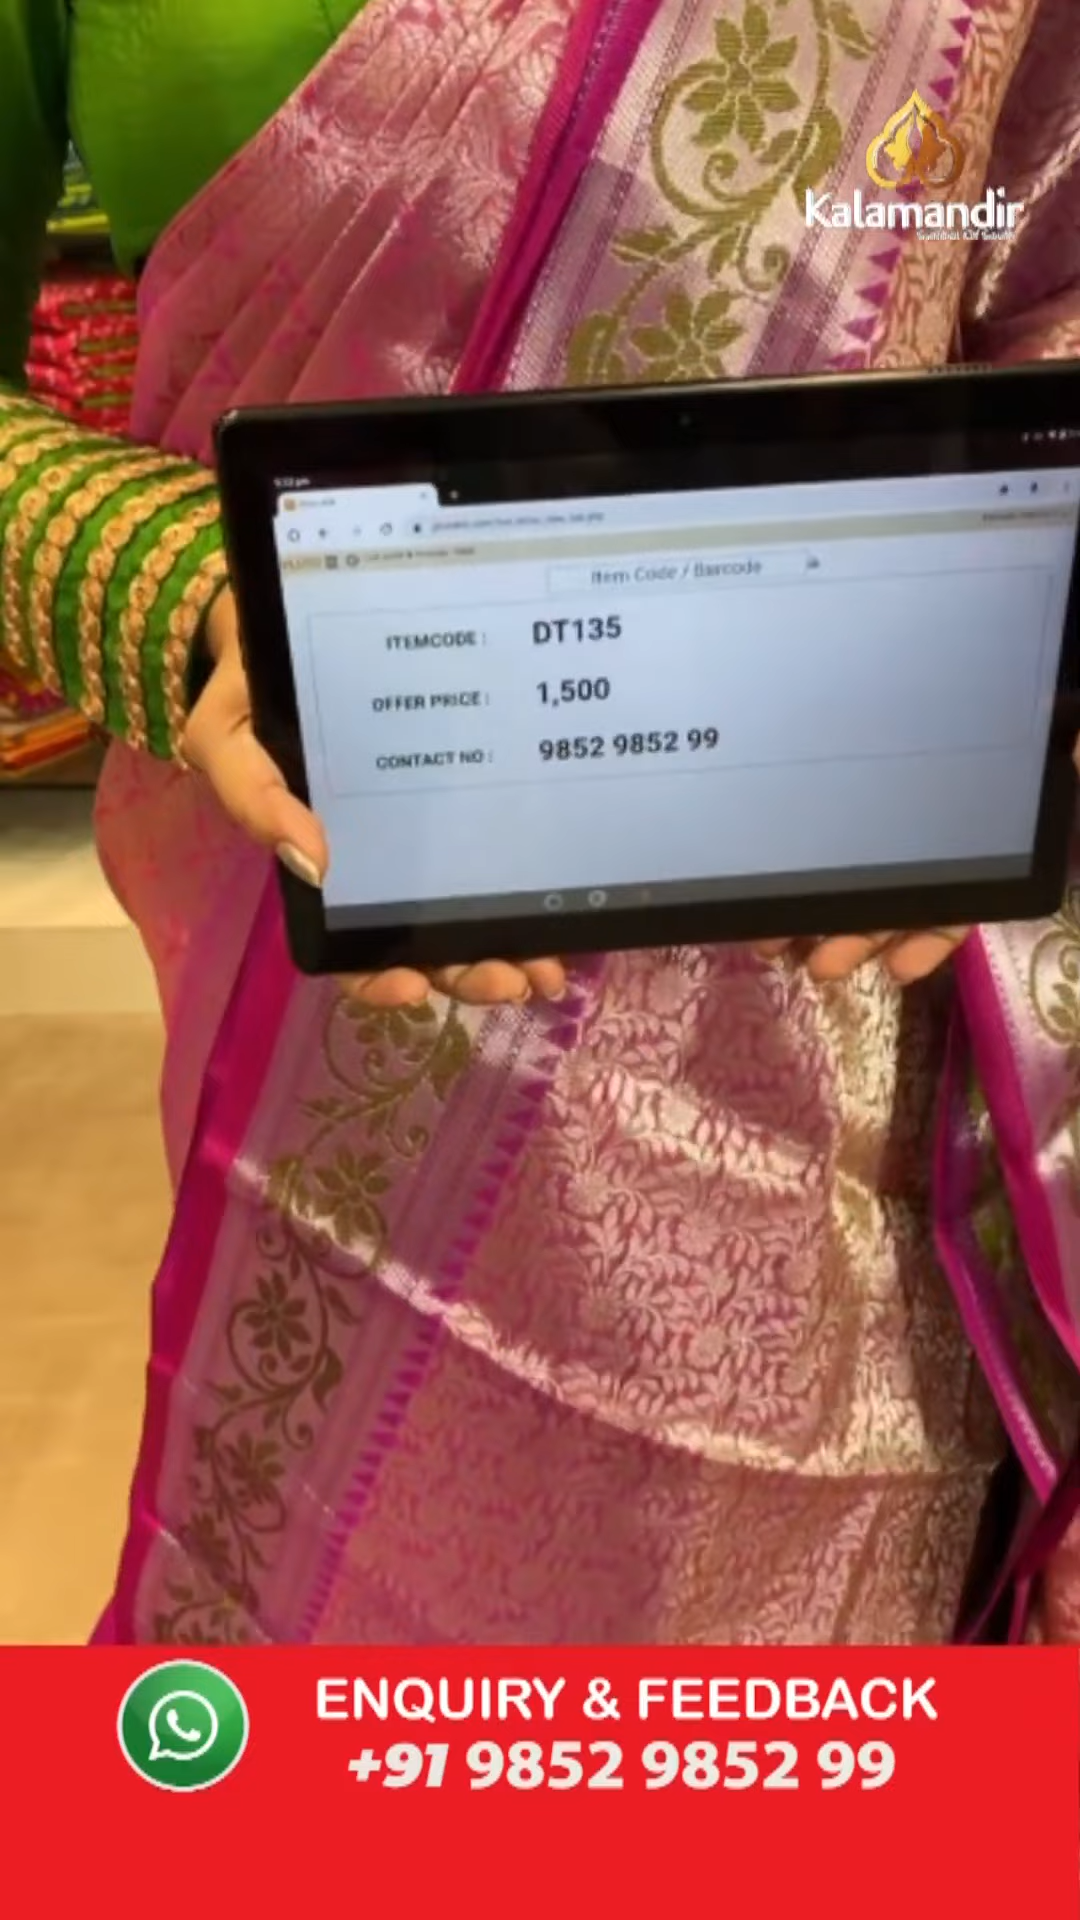 Kalamandir
Item Code / Barcode
ITEMCODE : DT135
OFFER PRICE : 1,500
CONTACT NO : 9852 9852 99
ENQUIRY & FEEDBACK
+91 9852 9852 99